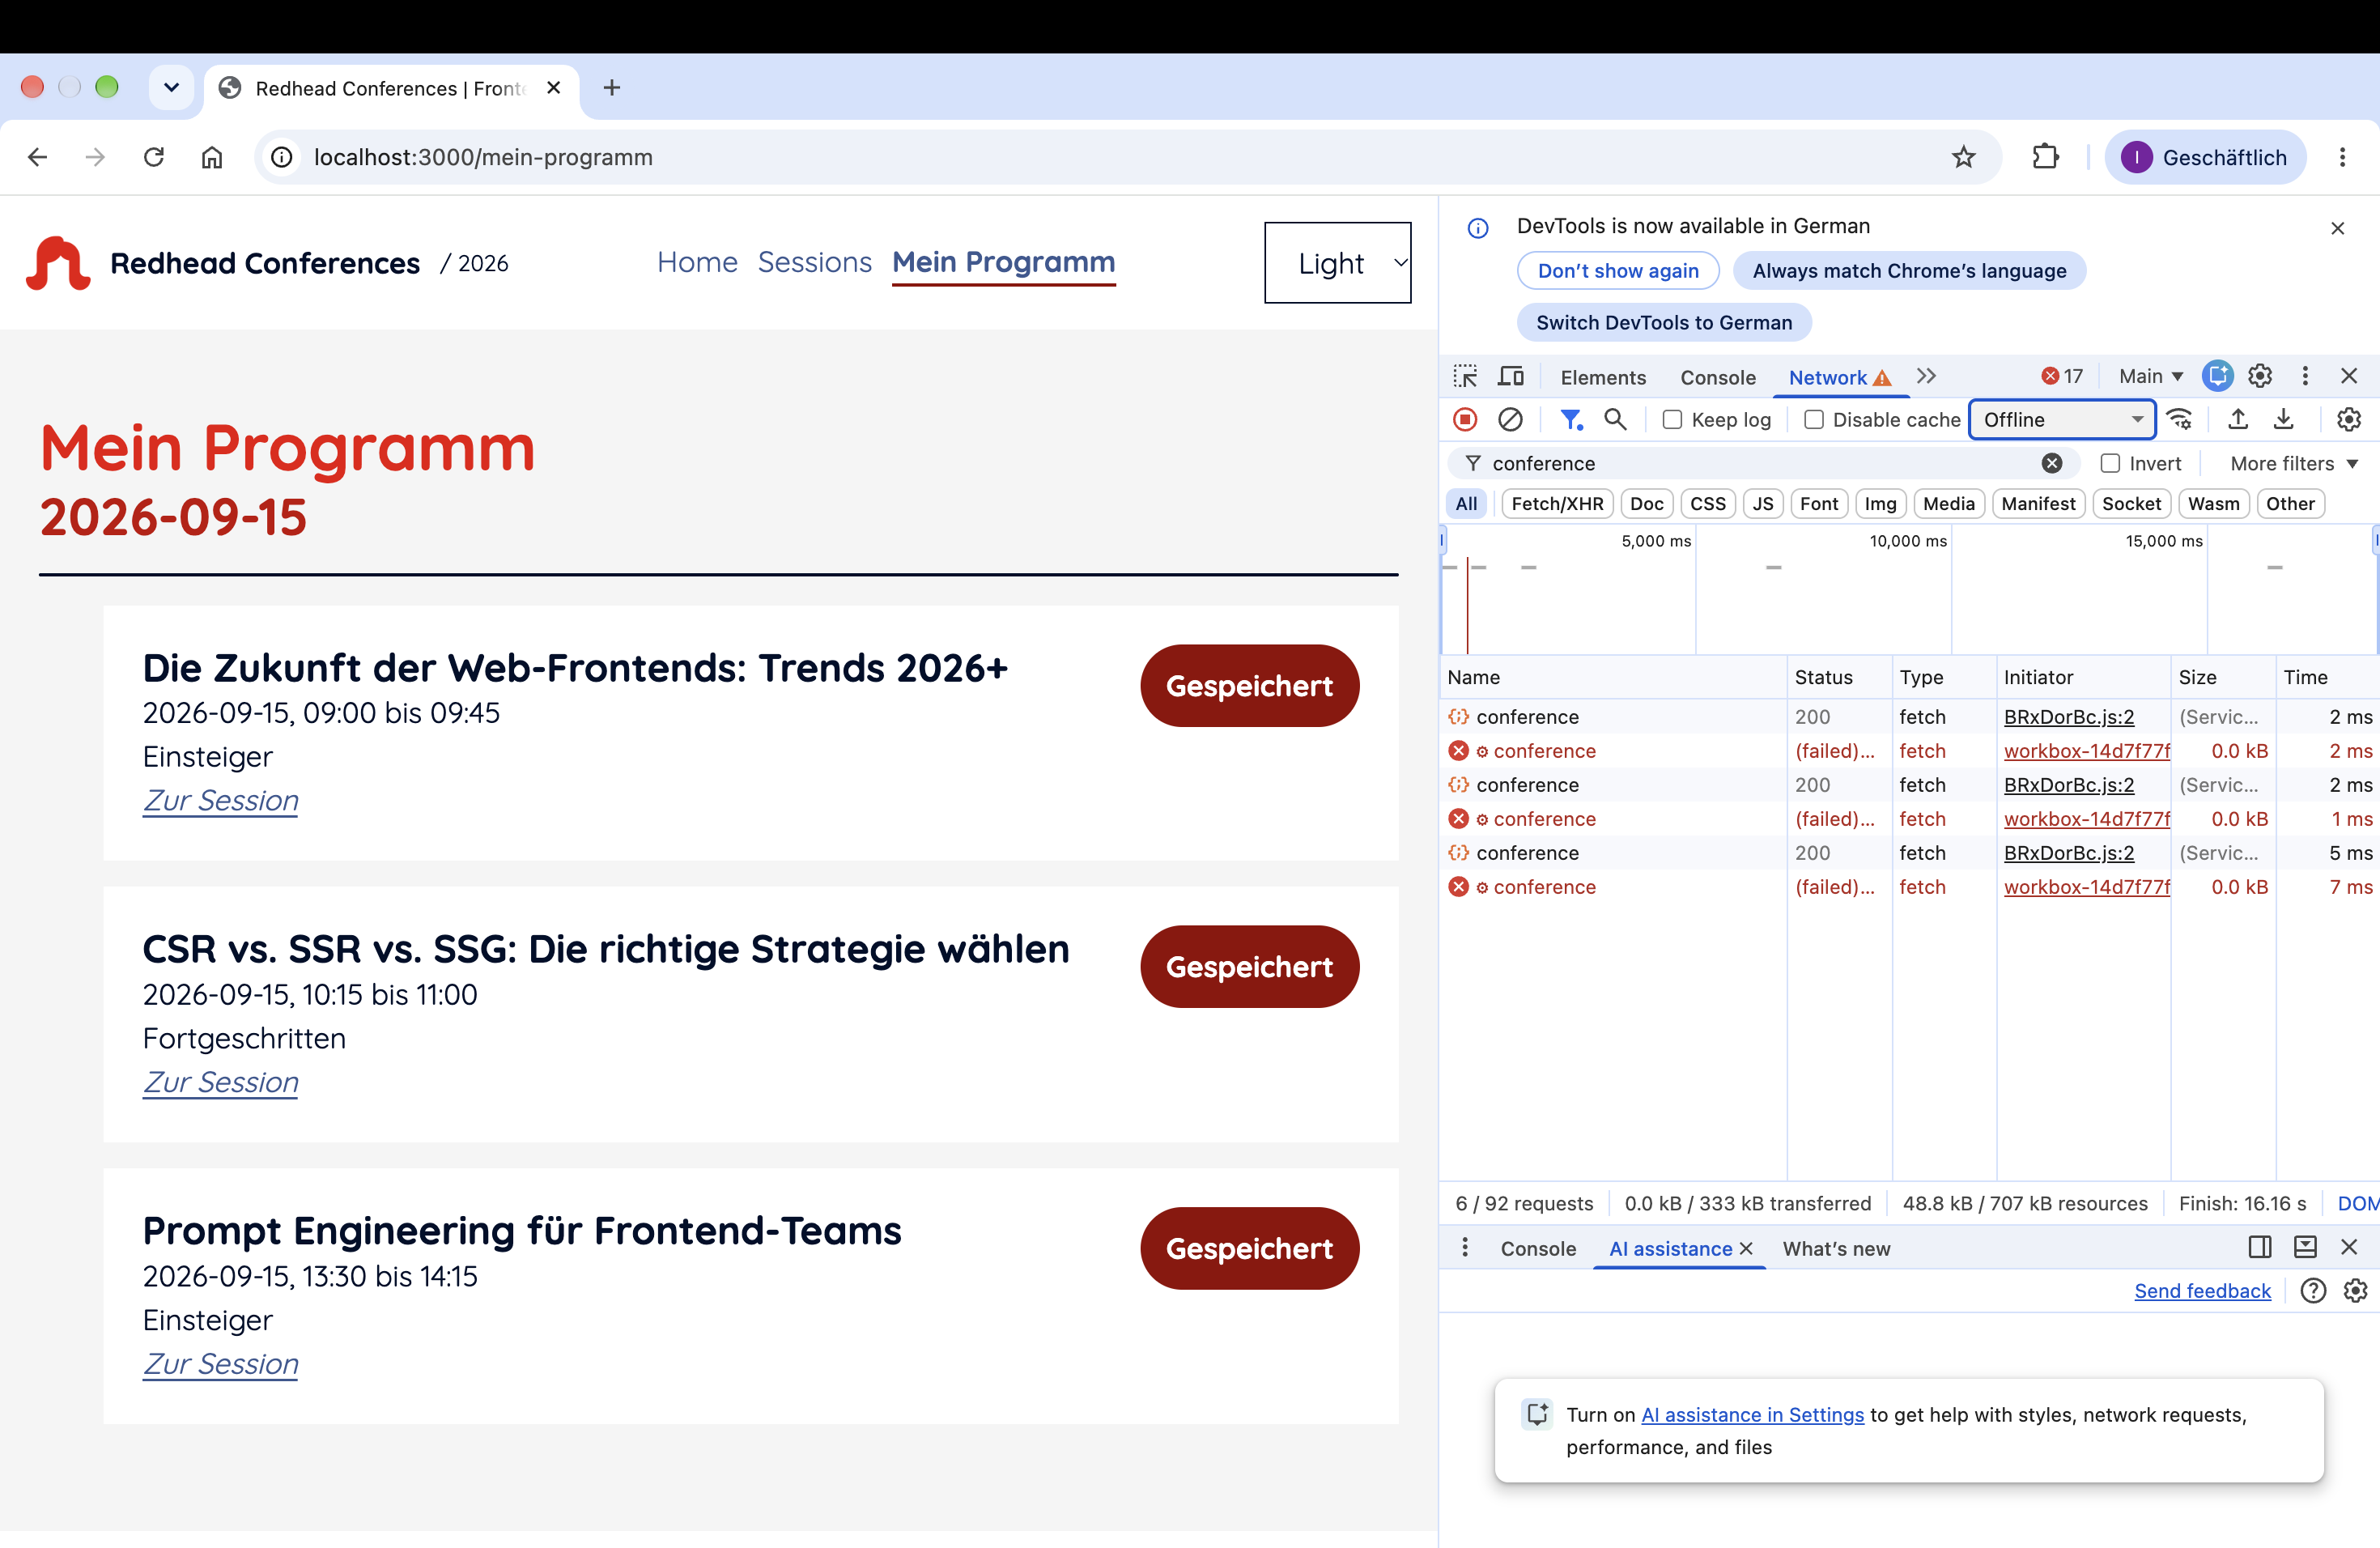 Redhead Conferences | Fronte
localhost:3000/mein-programm
I Geschäftlich
Redhead Conferences / 2026
Home Sessions Mein Programm
Light
Mein Programm
2026-09-15
Die Zukunft der Web-Frontends: Trends 2026+
2026-09-15, 09:00 bis 09:45
Einsteiger
Zur Session
Gespeichert
CSR vs. SSR vs. SSG: Die richtige Strategie wählen
2026-09-15, 10:15 bis 11:00
Fortgeschritten
Zur Session
Gespeichert
Prompt Engineering für Frontend-Teams
2026-09-15, 13:30 bis 14:15
Einsteiger
Zur Session
Gespeichert
DevTools is now available in German
Don't show again Always match Chrome's language
Switch DevTools to German
Elements Console Network 17 Main
Keep log Disable cache Offline
conference Invert More filters
All Fetch/XHR Doc CSS JS Font Img Media Manifest Socket Wasm Other
5,000 ms 10,000 ms 15,000 ms
Name Status Type Initiator Size Time
conference 200 fetch BRxDorBc.js:2 (Servic... 2 ms
conference (failed)... fetch workbox-14d7f77f 0.0 kB 2 ms
conference 200 fetch BRxDorBc.js:2 (Servic... 2 ms
conference (failed)... fetch workbox-14d7f77f 0.0 kB 1 ms
conference 200 fetch BRxDorBc.js:2 (Servic... 5 ms
conference (failed)... fetch workbox-14d7f77f 0.0 kB 7 ms
6 / 92 requests 0.0 kB / 333 kB transferred 48.8 kB / 707 kB resources Finish: 16.16 s DOM
Console AI assistance What's new
Send feedback
Turn on AI assistance in Settings to get help with styles, network requests,
performance, and files